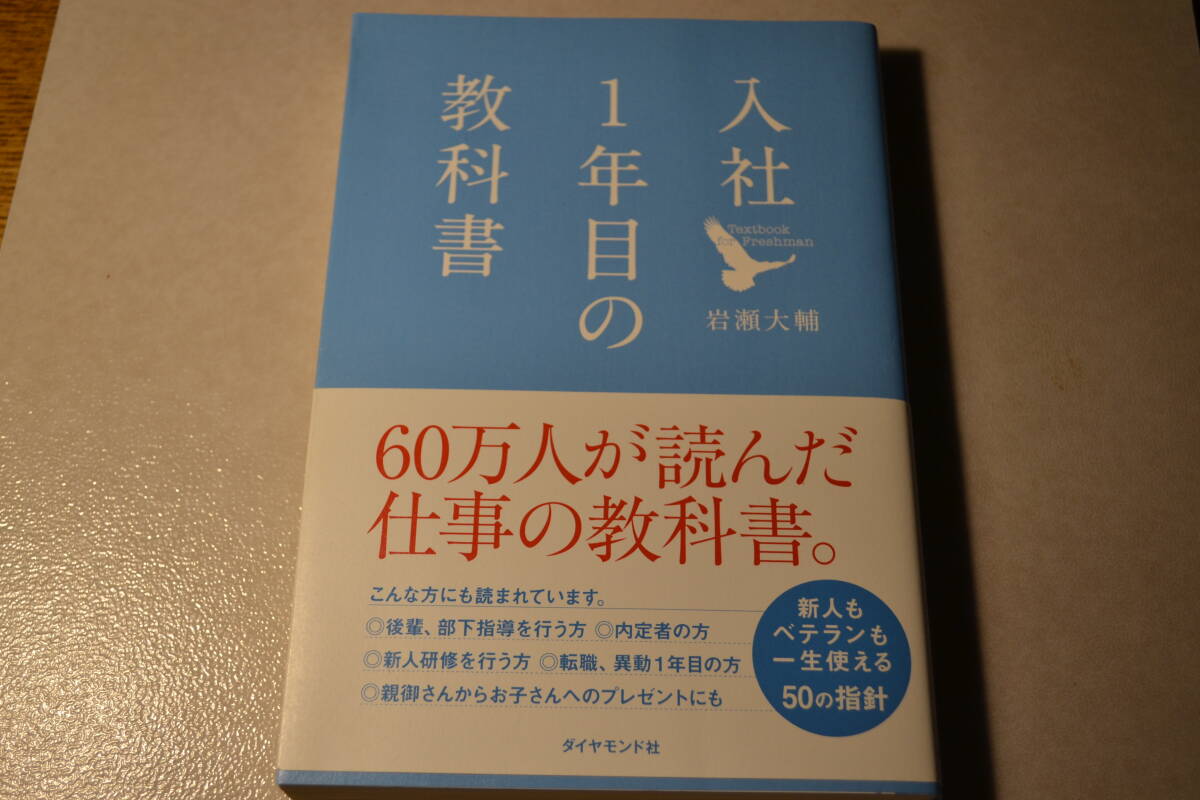 入社
1年目の
教科書
Textbook
for Freshman
岩瀬大輔
60万人が読んだ
仕事の教科書。
こんな方にも読まれています。
◎後輩、部下指導を行う方 ◎内定者の方
◎新人研修を行う方 ◎転職、異動1年目の方
◎親御さんからお子さんへのプレゼントにも
新人も
ベテランも
一生使える
50の指針
ダイヤモンド社